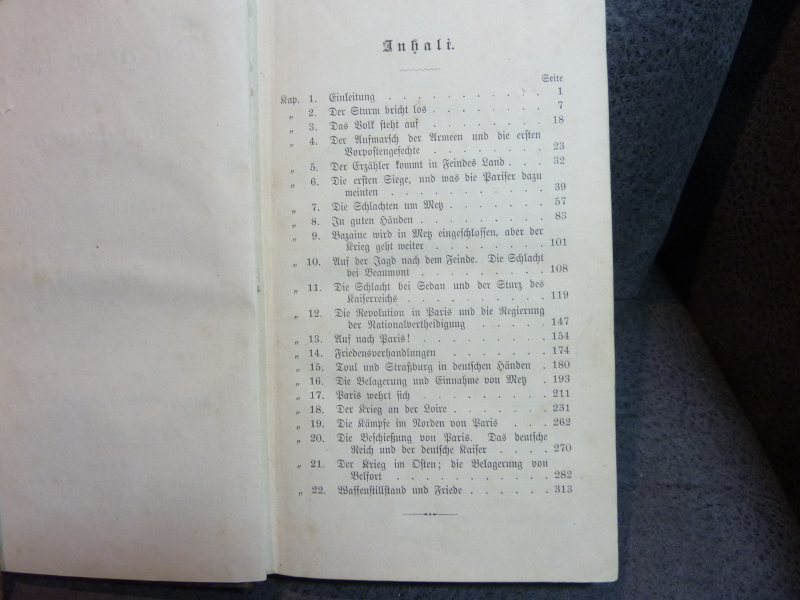 Inhalt.
Seite
Kap. 1. Einleitung . . . . . . . . . . 1
„ 2. Der Sturm bricht los . . . . . . . 7
„ 3. Das Volk steht auf . . . . . . . 18
„ 4. Der Aufmarsch der Armeen und die ersten
Vorpostengefechte . . . . . . . 23
„ 5. Der Erzähler kommt in Feindes Land . . . 32
„ 6. Die ersten Siege, und was die Pariser dazu
meinten . . . . . . . . . 39
„ 7. Die Schlachten um Metz . . . . . . 57
„ 8. In guten Händen . . . . . . . . 83
„ 9. Bazaine wird in Metz eingeschlossen, aber der
Krieg geht weiter . . . . . . . 101
„ 10. Auf der Jagd nach dem Feinde. Die Schlacht
bei Beaumont . . . . . . . . 108
„ 11. Die Schlacht bei Sedan und der Sturz des
Kaiserreichs . . . . . . . . 119
„ 12. Die Revolution in Paris und die Regierung
der Nationalvertheidigung . . . . . 147
„ 13. Auf nach Paris! . . . . . . . . 154
„ 14. Friedensverhandlungen . . . . . . 174
„ 15. Toul und Straßburg in deutschen Händen . 180
„ 16. Die Belagerung und Einnahme von Metz . 193
„ 17. Paris wehrt sich . . . . . . . . 211
„ 18. Der Krieg an der Loire . . . . . . 231
„ 19. Die Kämpfe im Norden von Paris . . 262
„ 20. Die Beschießung von Paris. Das deutsche
Reich und der deutsche Kaiser . . . . 270
„ 21. Der Krieg im Osten; die Belagerung von
Belfort . . . . . . . . . 282
„ 22. Waffenstillstand und Friede . . . . . 313